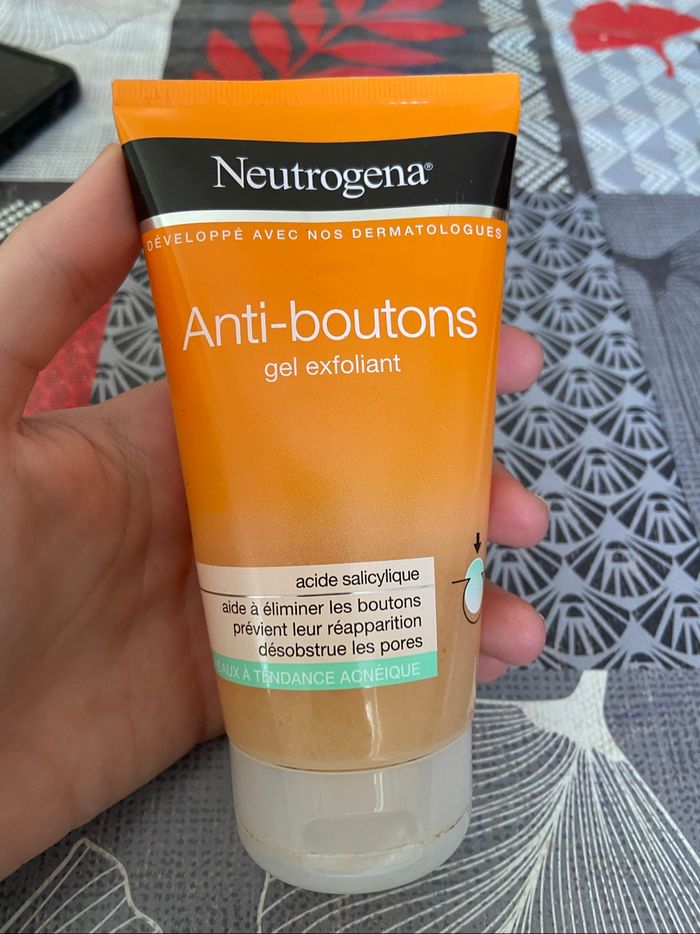 Neutrogena®
DÉVELOPPÉ AVEC NOS DERMATOLOGUES
Anti-boutons
gel exfoliant
acide salicylique
aide à éliminer les boutons
prévient leur réapparition
désobstrue les pores
À TENDANCE ACNÉIQUE